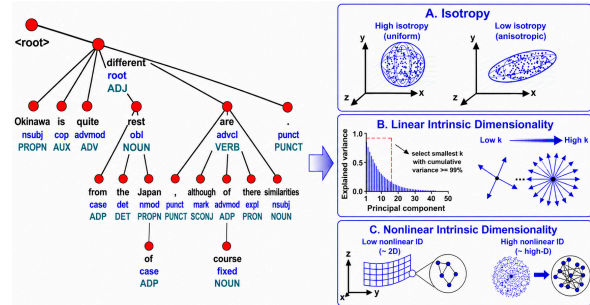 <root>
different
root
ADJ
Okinawa is quite rest are .
nsubj cop advmod obl advcl punct
PROPN AUX ADV NOUN VERB PUNCT
from the Japan , although of there similarities
case det nmod punct mark advmod expl nsubj
ADP DET PROPN PUNCT SCONJ ADP PRON NOUN
of course
case fixed
ADP NOUN
A. Isotropy
High isotropy
(uniform)
Low isotropy
(anisotropic)
y
x
z
y
x
z
B. Linear Intrinsic Dimensionality
Explained variance
1.0
0.8
0.5
0.2
0.0
1 10 20 30 40 50
Principal component
select smallest k
with cumulative
variance >= 99%
Low k High k
...
C. Nonlinear Intrinsic Dimensionality
Low nonlinear ID
(~ 2D)
High nonlinear ID
(~ high-D)
z
x
y